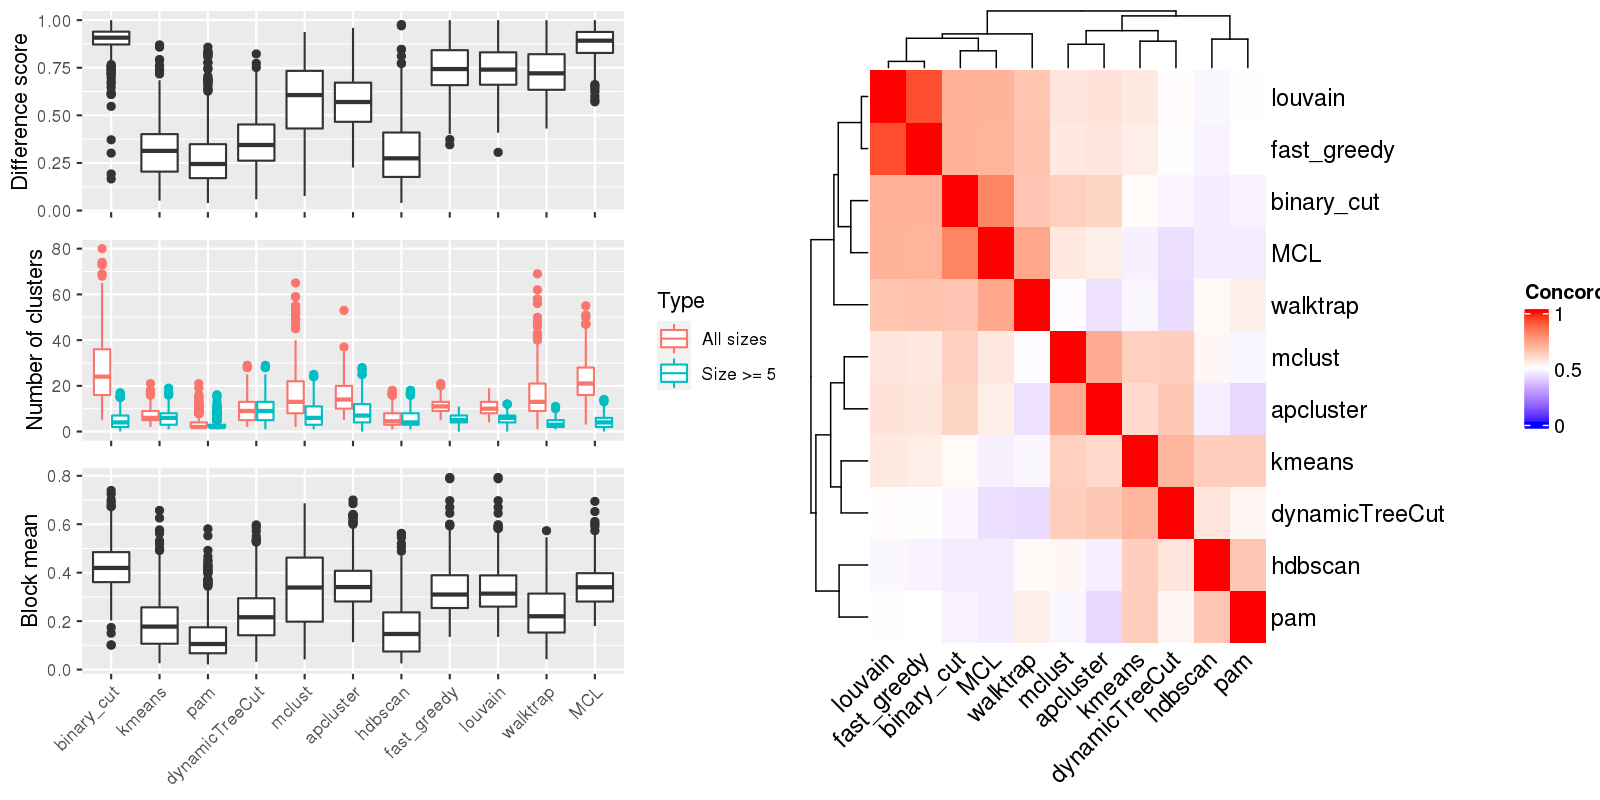 Difference score
1.00
0.75
0.50
0.25
0.00
Number of clusters
80
60
40
20
0
Block mean
0.8
0.6
0.4
0.2
0.0
binary_cut
kmeans
pam
dynamicTreeCut
mclust
apcluster
hdbscan
fast_greedy
louvain
walktrap
MCL
Type
All sizes
Size >= 5
louvain
fast_greedy
binary_cut
MCL
walktrap
mclust
apcluster
kmeans
dynamicTreeCut
hdbscan
pam
louvain
fast_greedy
binary_cut
MCL
walktrap
mclust
apcluster
kmeans
dynamicTreeCut
hdbscan
pam
Concord
1
0.5
0